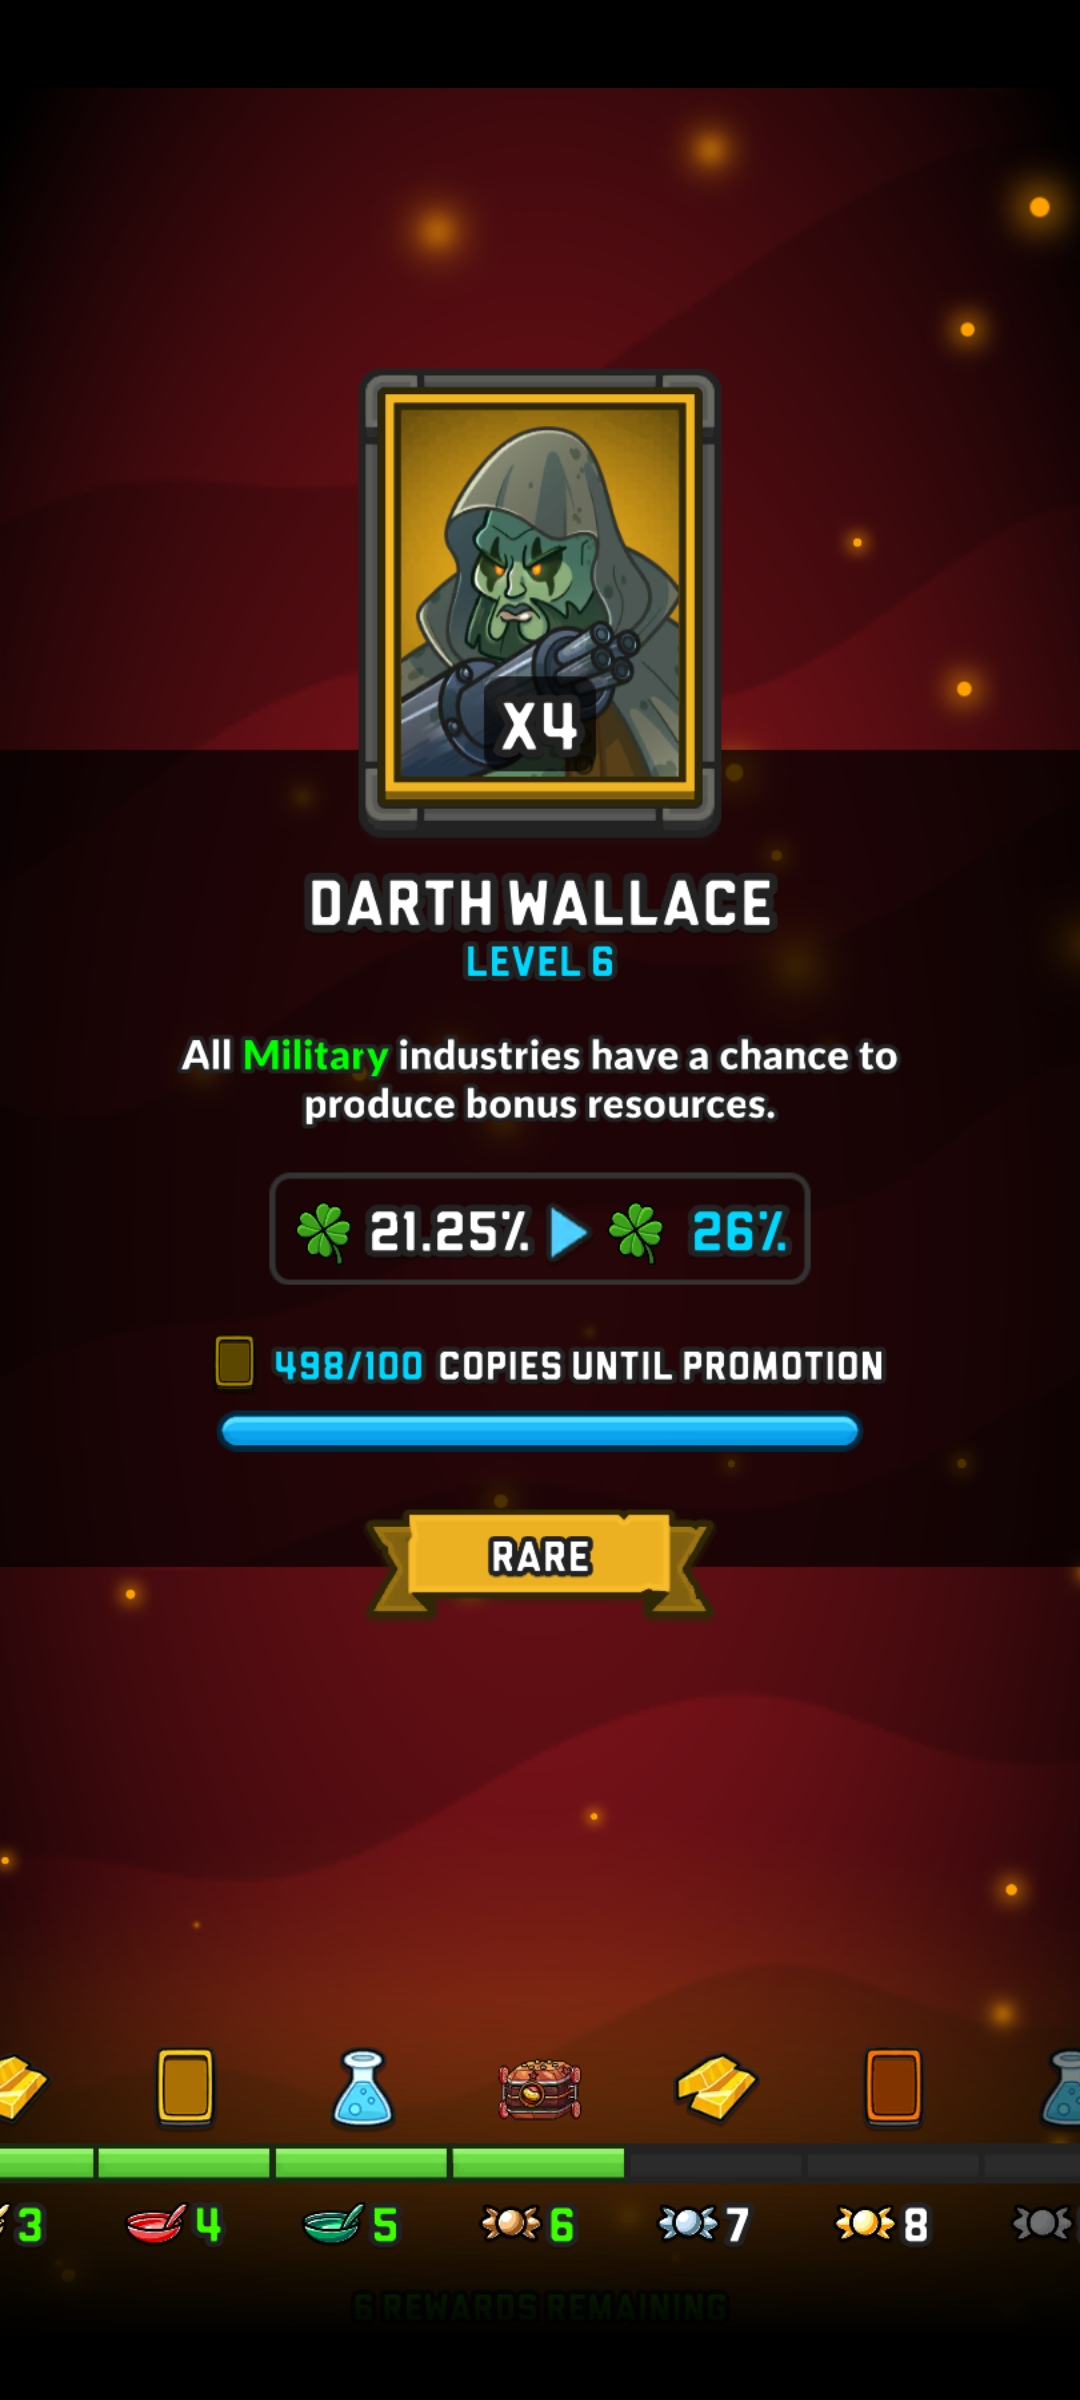 X4
DARTH WALLACE
LEVEL 6
All Military industries have a chance to
produce bonus resources.
21.25% 26%
498/100 COPIES UNTIL PROMOTION
RARE
3 4 5 6 7 8
6 REWARDS REMAINING